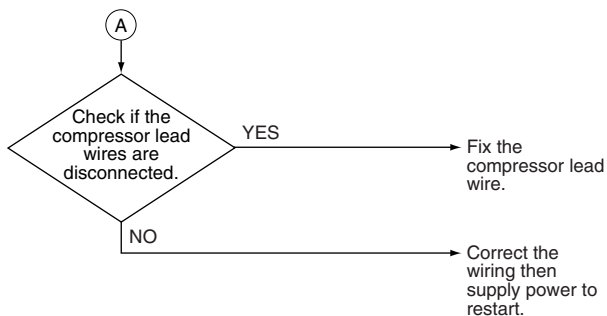 A
Check if the
compressor lead
wires are
disconnected.
YES
Fix the
compressor lead
wire.
NO
Correct the
wiring then
supply power to
restart.